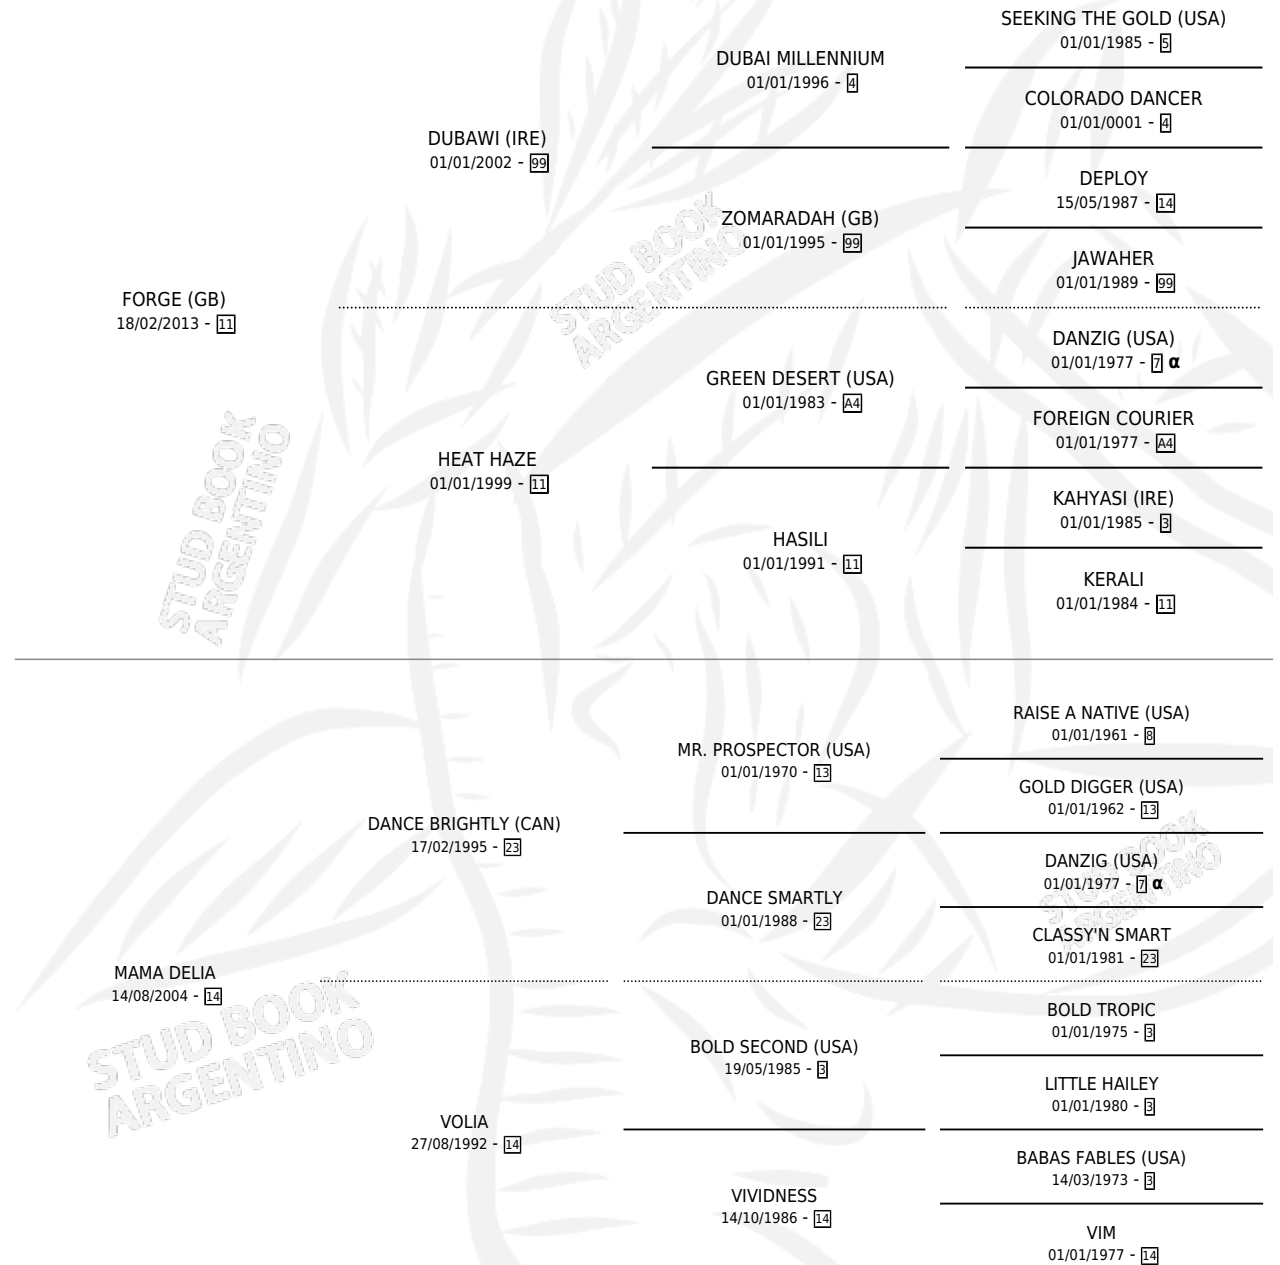 SEEKING THE GOLD (USA)
01/01/1985 - 5
DUBAI MILLENNIUM
01/01/1996 - 4
COLORADO DANCER
01/01/0001 - 4
DUBAWI (IRE)
01/01/2002 - 99
DEPLOY
15/05/1987 - 14
ZOMARADAH (GB)
01/01/1995 - 99
JAWAHER
01/01/1989 - 99
FORGE (GB)
18/02/2013 - 11
DANZIG (USA)
01/01/1977 - 7 α
GREEN DESERT (USA)
01/01/1983 - A4
FOREIGN COURIER
01/01/1977 - A4
HEAT HAZE
01/01/1999 - 11
KAHYASI (IRE)
01/01/1985 - 3
HASILI
01/01/1991 - 11
KERALI
01/01/1984 - 11
STUD BOOK
ARGENTINO
STUD BOOK
ARGENTINO
RAISE A NATIVE (USA)
01/01/1961 - 8
MR. PROSPECTOR (USA)
01/01/1970 - 13
GOLD DIGGER (USA)
01/01/1962 - 13
DANCE BRIGHTLY (CAN)
17/02/1995 - 23
DANZIG (USA)
01/01/1977 - 7 α
DANCE SMARTLY
01/01/1988 - 23
CLASSY'N SMART
01/01/1981 - 23
MAMA DELIA
14/08/2004 - 14
BOLD TROPIC
01/01/1975 - 3
BOLD SECOND (USA)
19/05/1985 - 3
LITTLE HAILEY
01/01/1980 - 3
VOLIA
27/08/1992 - 14
BABAS FABLES (USA)
14/03/1973 - 3
VIVIDNESS
14/10/1986 - 14
VIM
01/01/1977 - 14
STUD BOOK
ARGENTINO
STUD BOOK
ARGENTINO